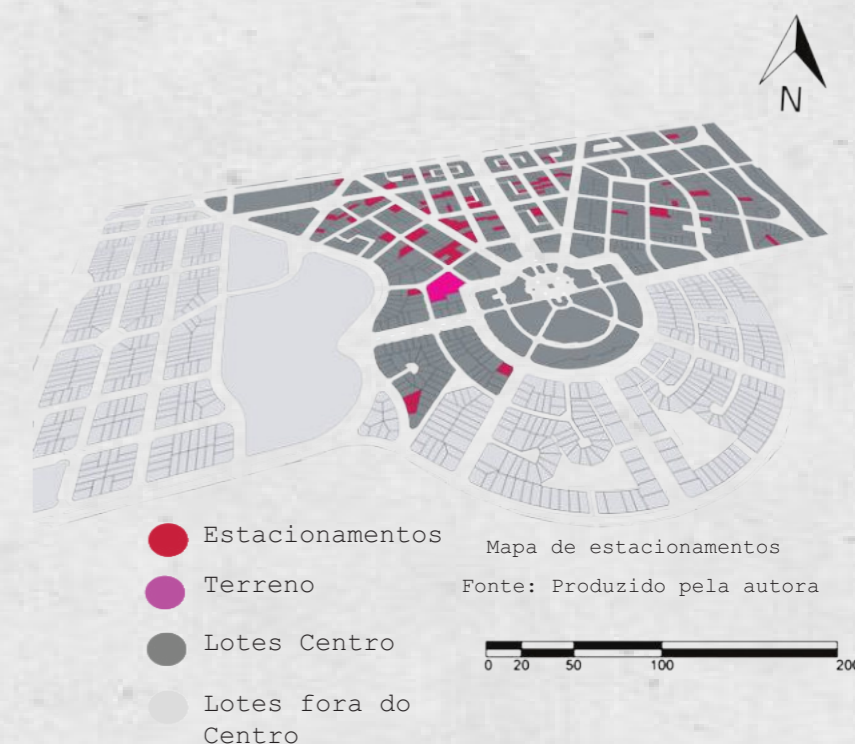 N
Estacionamentos
Terreno
Lotes Centro
Lotes fora do
Centro
Mapa de estacionamentos
Fonte: Produzido pela autora
0 20 50 100 200